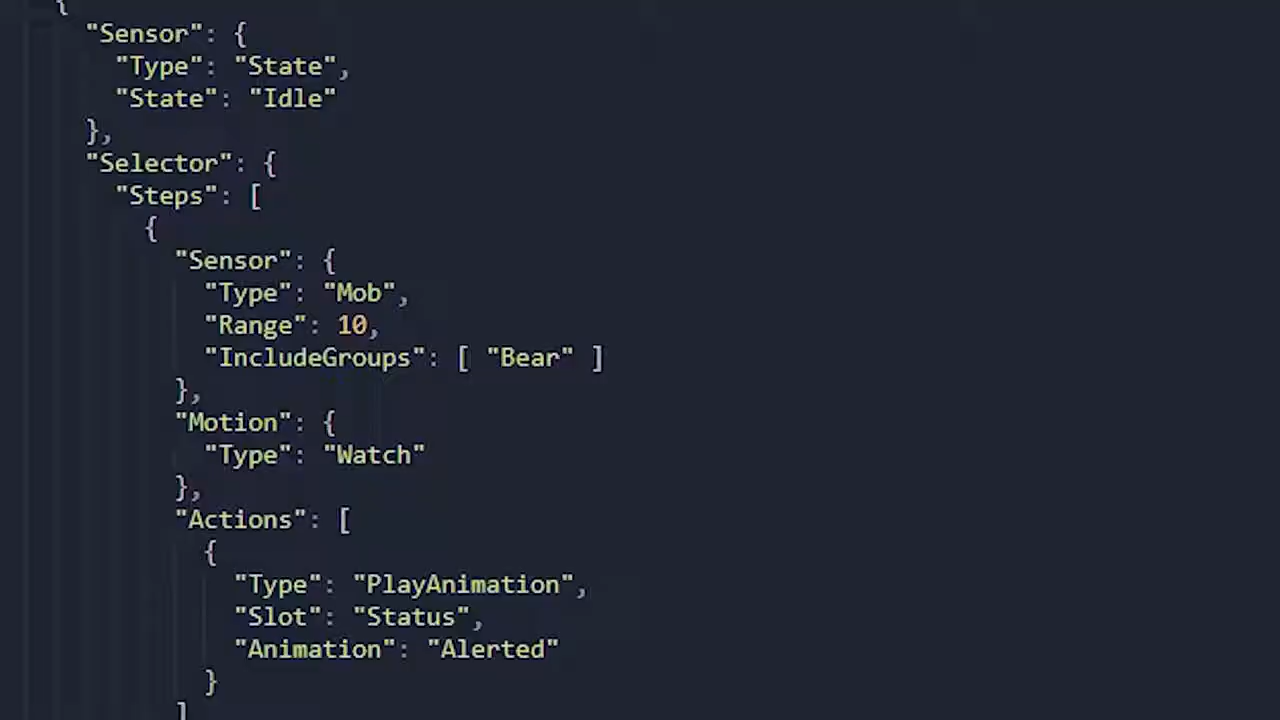 {
"Sensor": {
"Type": "State",
"State": "Idle"
},
"Selector": {
"Steps": [
{
"Sensor": {
"Type": "Mob",
"Range": 10,
"IncludeGroups": [ "Bear" ]
},
"Motion": {
"Type": "Watch"
},
"Actions": [
{
"Type": "PlayAnimation",
"Slot": "Status",
"Animation": "Alerted"
}
]